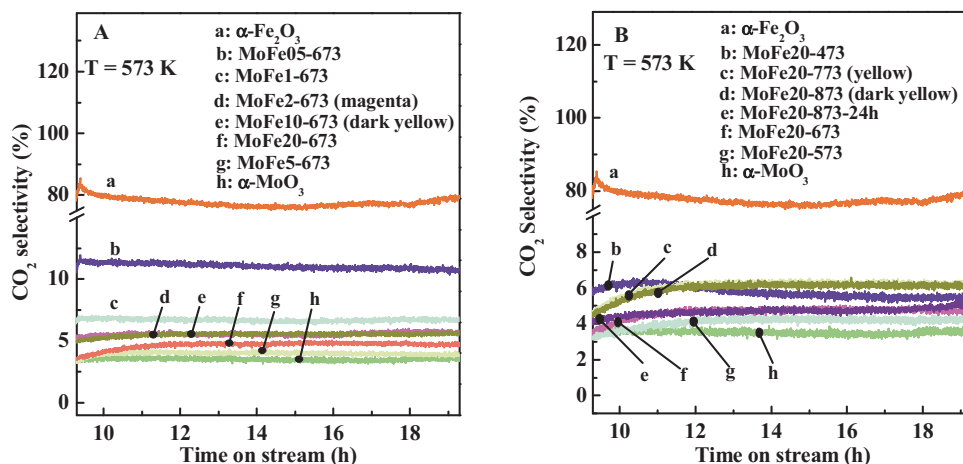 A
T = 573 K
a: α-Fe₂O₃
b: MoFe05-673
c: MoFe1-673
d: MoFe2-673 (magenta)
e: MoFe10-673 (dark yellow)
f: MoFe20-673
g: MoFe5-673
h: α-MoO₃
CO₂ selectivity (%)
120
100
80
10
5
0
a
b
c
d
e
f
g
h
10
12
14
16
18
Time on stream (h)
B
T = 573 K
a: α-Fe₂O₃
b: MoFe20-473
c: MoFe20-773 (yellow)
d: MoFe20-873 (dark yellow)
e: MoFe20-873-24h
f: MoFe20-673
g: MoFe20-573
h: α-MoO₃
CO₂ Selectivity (%)
120
100
80
8
6
4
2
0
a
b
c
d
e
f
g
h
10
12
14
16
18
Time on stream (h)